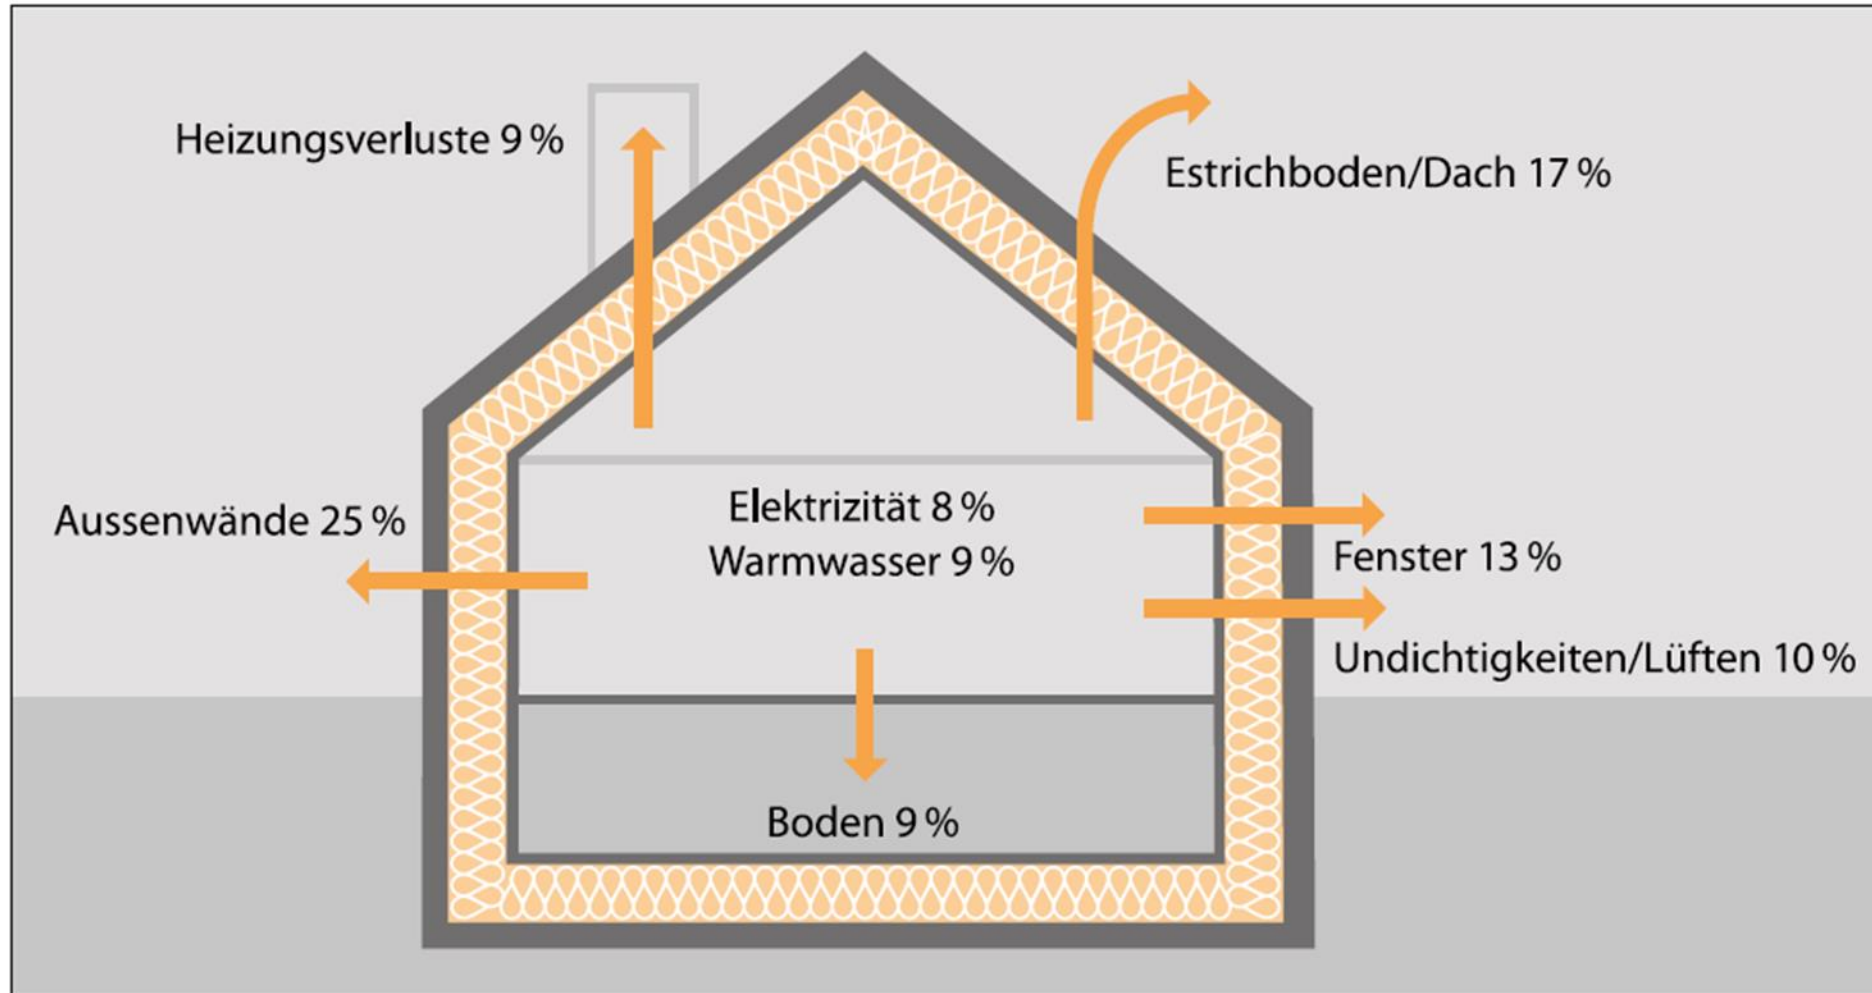 Heizungsverluste 9 %
Estrichboden/Dach 17 %
Aussenwände 25 %
Elektrizität 8 %
Warmwasser 9 %
Fenster 13 %
Undichtigkeiten/Lüften 10 %
Boden 9 %